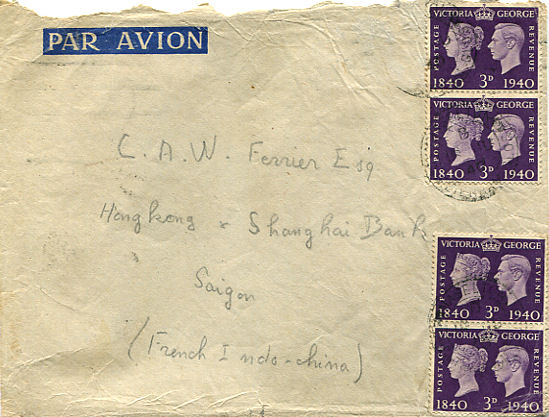 PAR AVION
VICTORIA GEORGE
POSTAGE
REVENUE
1840 3D 1940
VICTORIA GEORGE
POSTAGE
REVENUE
1840 3D 1940
C. A. W. Ferrier Esq
Hongkong & Shanghai Bank
Saigon
(French Indo-china)
VICTORIA GEORGE
POSTAGE
REVENUE
1840 3D 1940
VICTORIA GEORGE
POSTAGE
REVENUE
1840 3D 1940